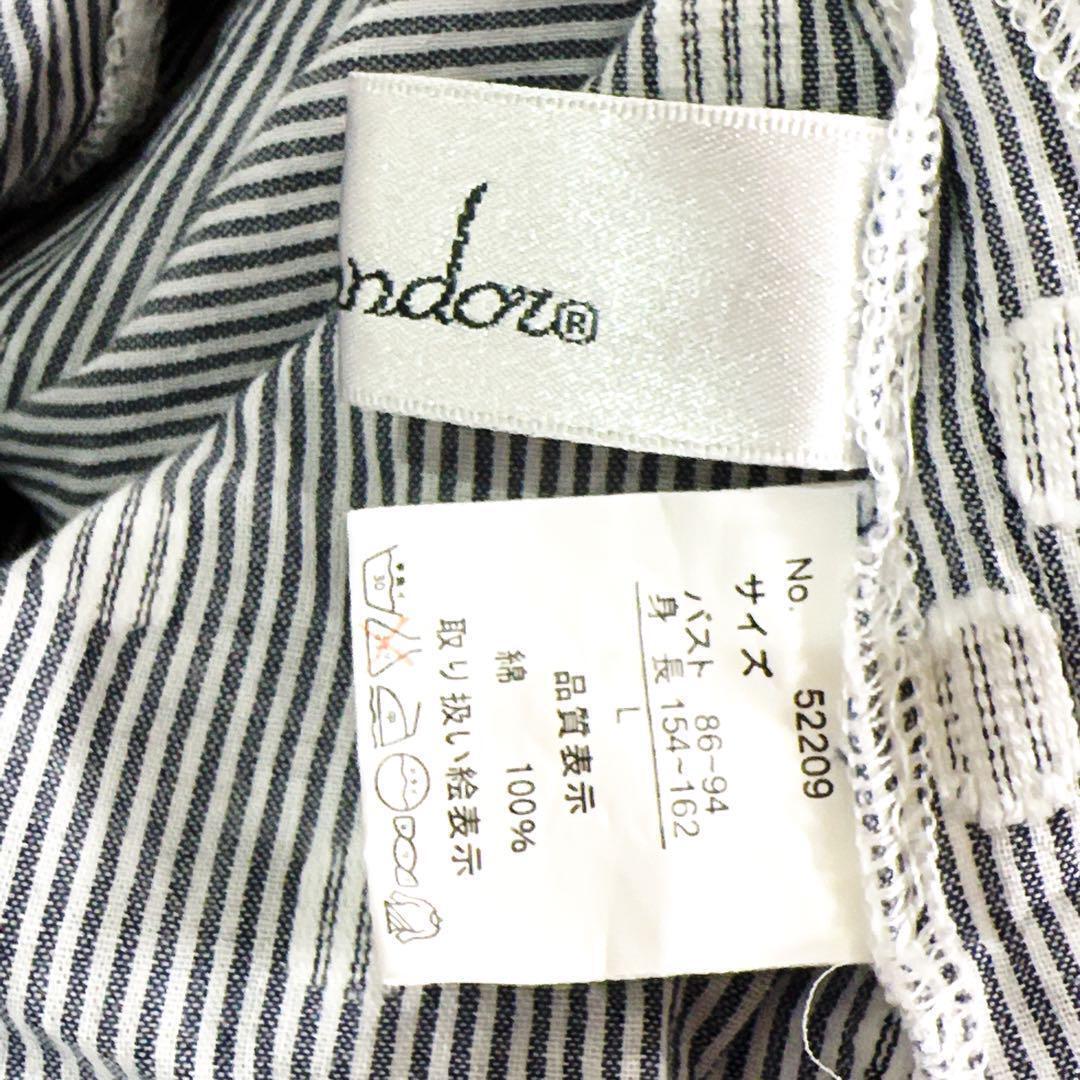 ndor®
No. 52209
サイズ
バスト 86~94
身 長 154~162
L
品質表示
綿 100%
取り扱い絵表示
30